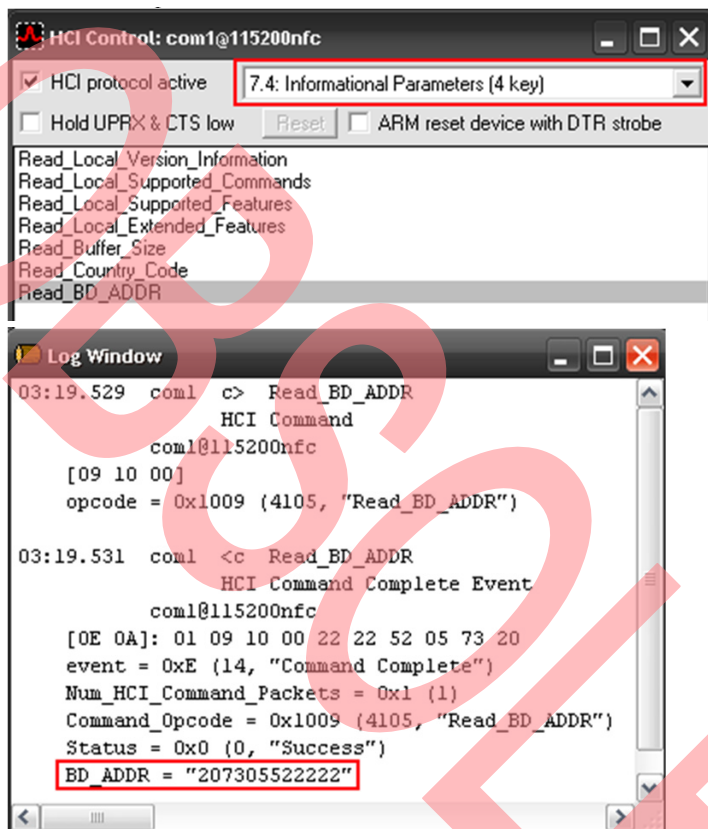 HCI Control: com1@115200nfc
HCI protocol active 7.4: Informational Parameters (4 key)
Hold UPRX & CTS low Reset ARM reset device with DTR strobe
Read_Local_Version_Information
Read_Local_Supported_Commands
Read_Local_Supported_Features
Read_Local_Extended_Features
Read_Buffer_Size
Read_Country_Code
Read_BD_ADDR
Log Window
03:19.529 com1 c> Read_BD_ADDR
HCI Command
com1@115200nfc
[09 10 00]
opcode = 0x1009 (4105, "Read_BD_ADDR")
03:19.531 com1 <c Read_BD_ADDR
HCI Command Complete Event
com1@115200nfc
[0E 0A]: 01 09 10 00 22 22 52 05 73 20
event = 0xE (14, "Command Complete")
Num_HCI_Command_Packets = 0x1 (1)
Command_Opcode = 0x1009 (4105, "Read_BD_ADDR")
Status = 0x0 (0, "Success")
BD_ADDR = "207305522222"